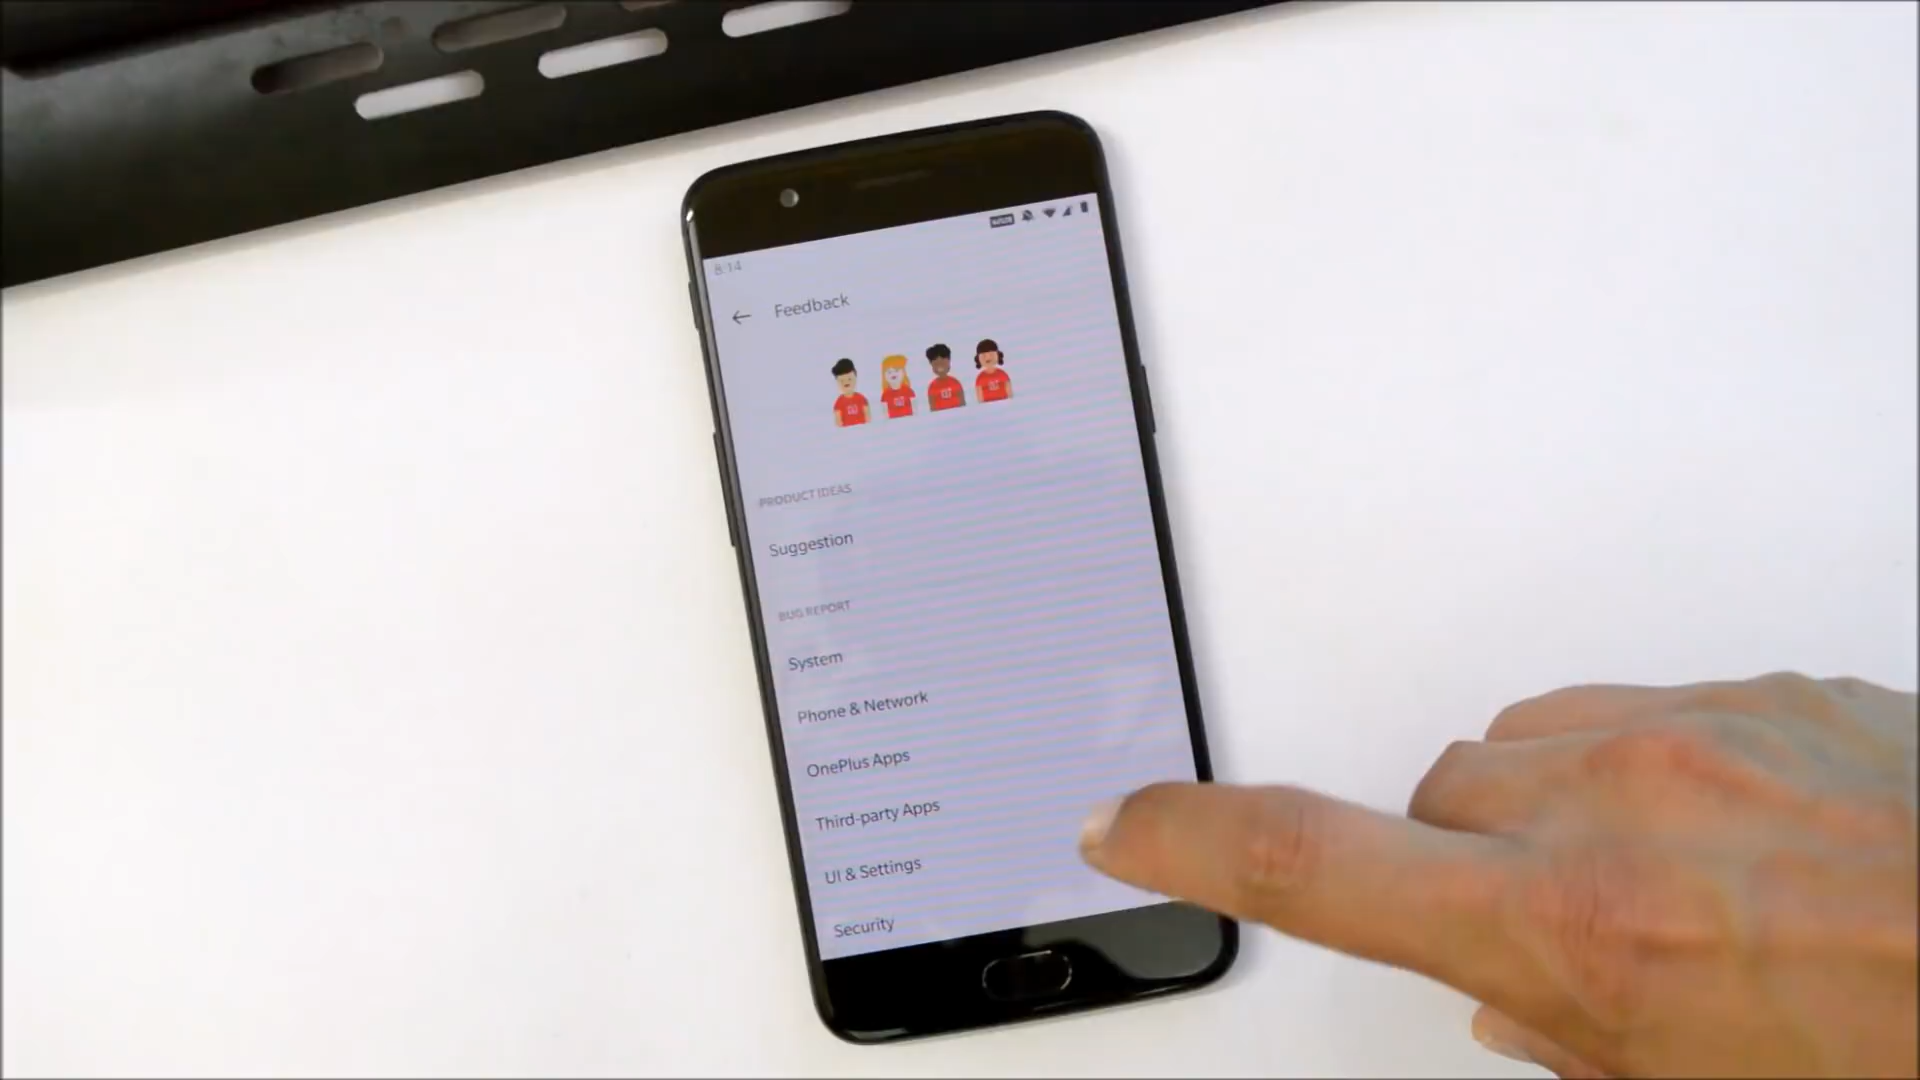 8:14
Feedback
PRODUCT IDEAS
Suggestion
BUG REPORT
System
Phone & Network
OnePlus Apps
Third-party Apps
UI & Settings
Security